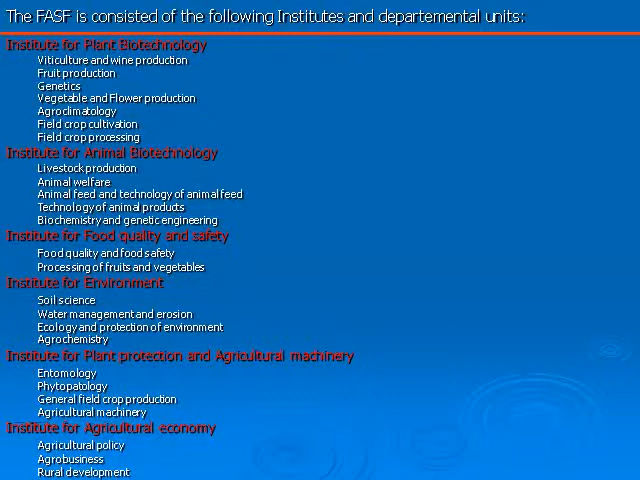 The FASF is consisted of the following Institutes and departemental units:
Institute for Plant Biotechnology
Viticulture and wine production
Fruit production
Genetics
Vegetable and Flower production
Agroclimatology
Field crop cultivation
Field crop processing
Institute for Animal Biotechnology
Livestock production
Animal welfare
Animal feed and technology of animal feed
Technology of animal products
Biochemistry and genetic engineering
Institute for Food quality and safety
Food quality and food safety
Processing of fruits and vegetables
Institute for Environment
Soil science
Water management and erosion
Ecology and protection of environment
Agrochemistry
Institute for Plant protection and Agricultural machinery
Entomology
Phytopatology
General field crop production
Agricultural machinery
Institute for Agricultural economy
Agricultural policy
Agrobusiness
Rural development